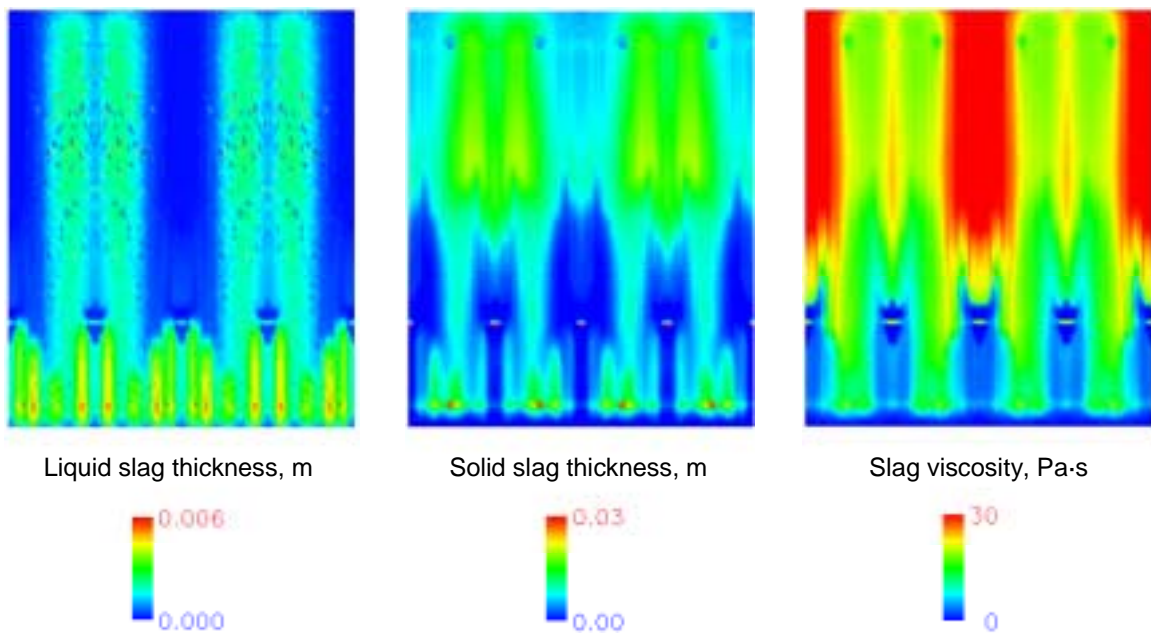 Liquid slag thickness, m
Solid slag thickness, m
Slag viscosity, Pa·s
0.006
0.000
0.03
0.00
30
0